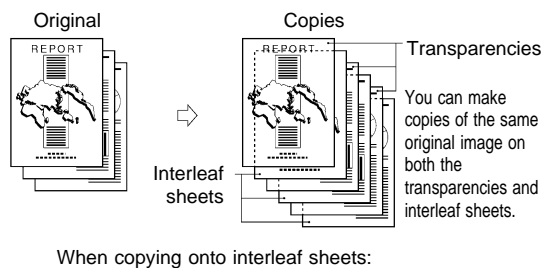 Original
Copies
REPORT
REPORT
Transparencies
You can make
copies of the same
original image on
both the
transparencies and
interleaf sheets.
Interleaf
sheets
When copying onto interleaf sheets: